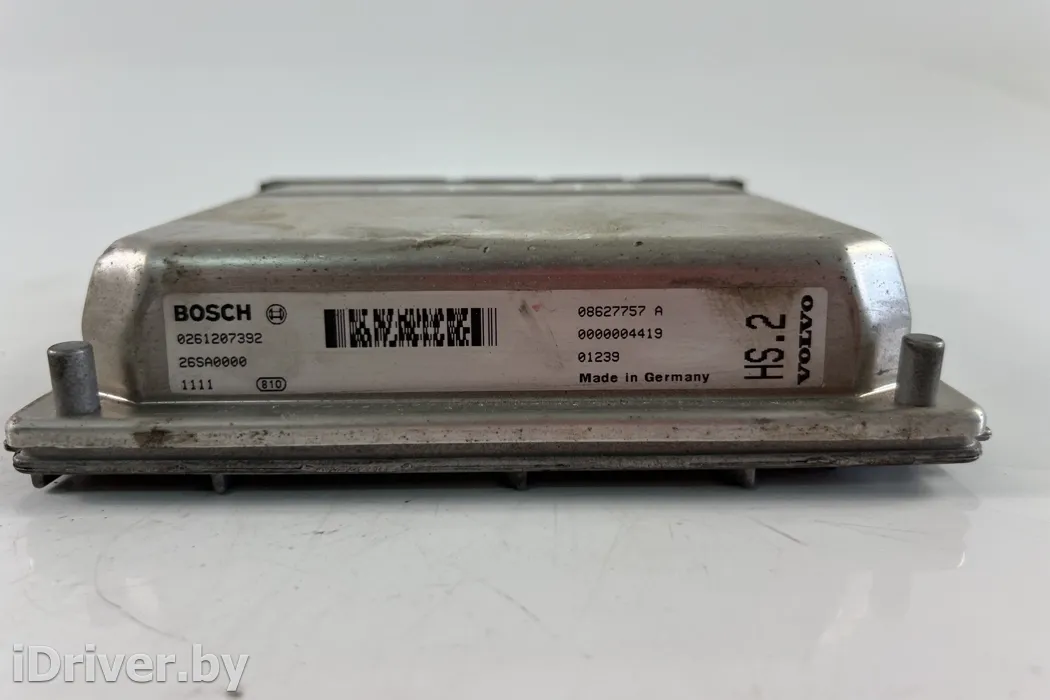 BOSCH
0261207392
26SA0000
1111 810
08627757 A
0000004419
01239
Made in Germany
HS.2
VOLVO
iDriver.by